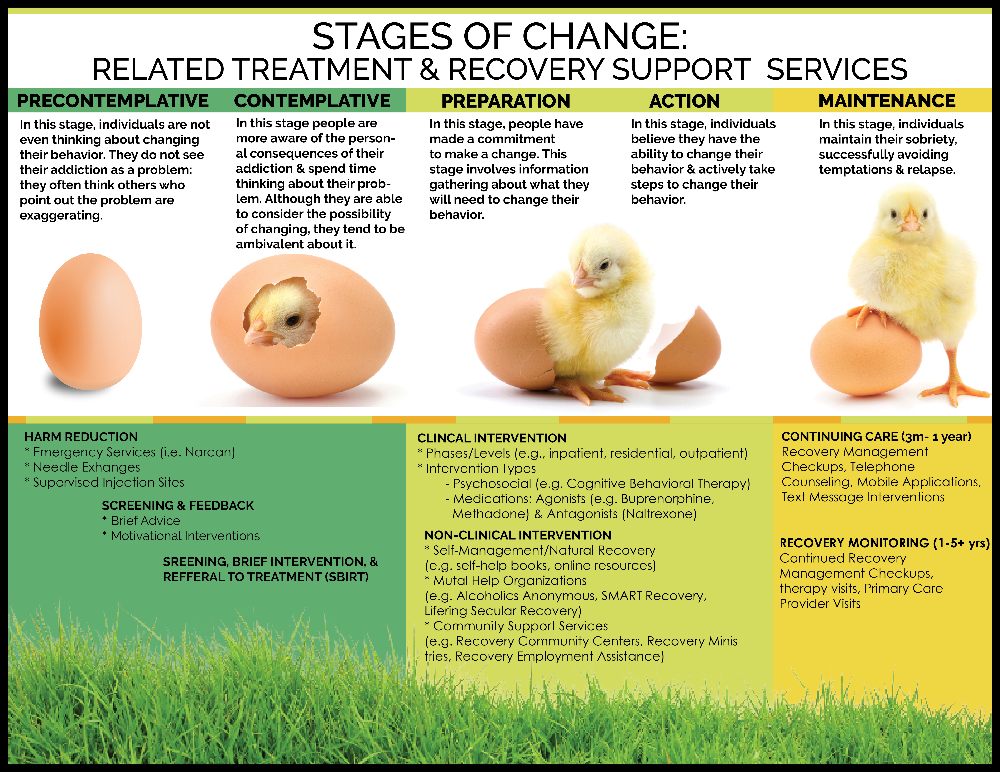 STAGES OF CHANGE:
RELATED TREATMENT & RECOVERY SUPPORT SERVICES
PRECONTEMPLATIVE
In this stage, individuals are not
even thinking about changing
their behavior. They do not see
their addiction as a problem:
they often think others who
point out the problem are
exaggerating.
CONTEMPLATIVE
In this stage people are
more aware of the person-
al consequences of their
addiction & spend time
thinking about their prob-
lem. Although they are able
to consider the possibility
of changing, they tend to be
ambivalent about it.
PREPARATION
In this stage, people have
made a commitment
to make a change. This
stage involves information
gathering about what they
will need to change their
behavior.
ACTION
In this stage, individuals
believe they have the
ability to change their
behavior & actively take
steps to change their
behavior.
MAINTENANCE
In this stage, individuals
maintain their sobriety,
successfully avoiding
temptations & relapse.
HARM REDUCTION
* Emergency Services (i.e. Narcan)
* Needle Exhanges
* Supervised Injection Sites
SCREENING & FEEDBACK
* Brief Advice
* Motivational Interventions
SREENING, BRIEF INTERVENTION, &
REFFERAL TO TREATMENT (SBIRT)
CLINCAL INTERVENTION
* Phases/Levels (e.g., inpatient, residential, outpatient)
* Intervention Types
- Psychosocial (e.g. Cognitive Behavioral Therapy)
- Medications: Agonists (e.g. Buprenorphine,
Methadone) & Antagonists (Naltrexone)
NON-CLINICAL INTERVENTION
* Self-Management/Natural Recovery
(e.g. self-help books, online resources)
* Mutal Help Organizations
(e.g. Alcoholics Anonymous, SMART Recovery,
Lifering Secular Recovery)
* Community Support Services
(e.g. Recovery Community Centers, Recovery Minis-
tries, Recovery Employment Assistance)
CONTINUING CARE (3m- 1 year)
Recovery Management
Checkups, Telephone
Counseling, Mobile Applications,
Text Message Interventions
RECOVERY MONITORING (1-5+ yrs)
Continued Recovery
Management Checkups,
therapy visits, Primary Care
Provider Visits